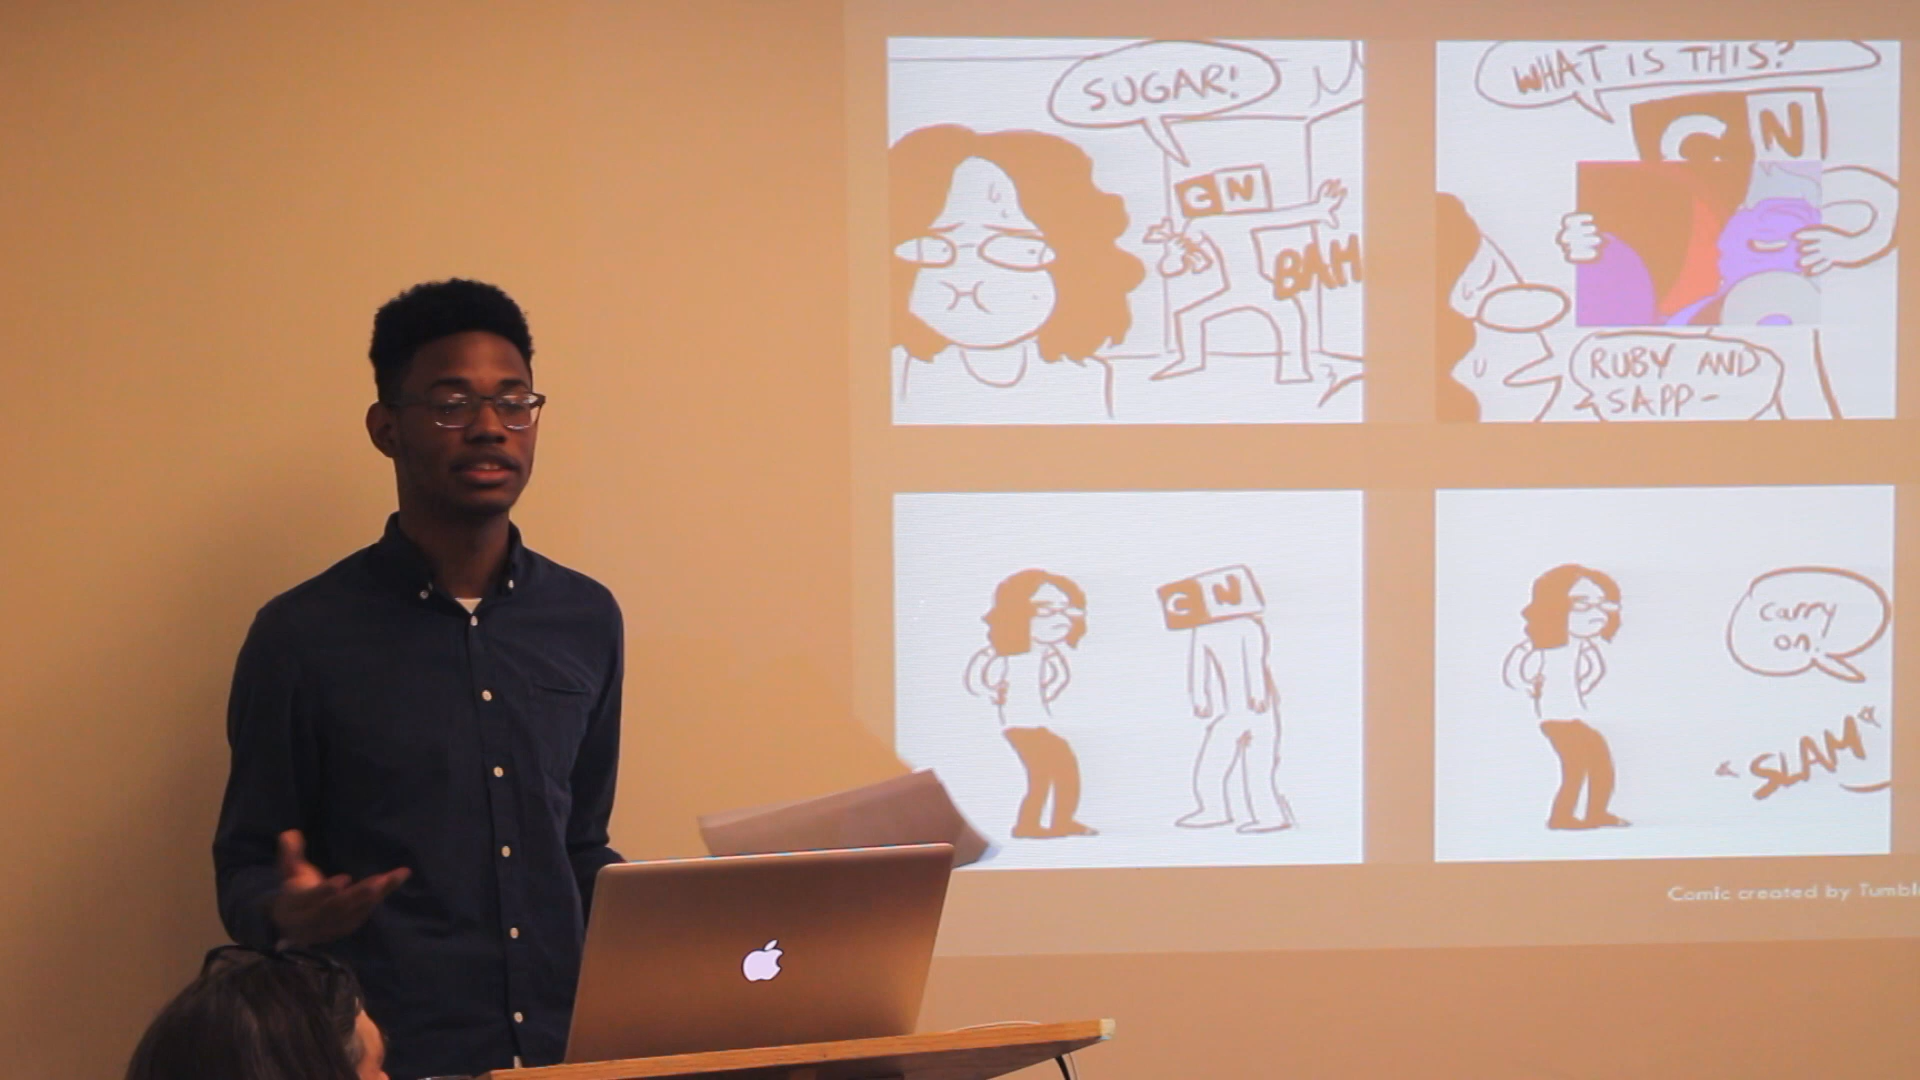 SUGAR!
CN
BAM
WHAT IS THIS?
CN
RUBY AND
SAPP-
CN
carry
on.
*SLAM*
Comic created by Tumbl